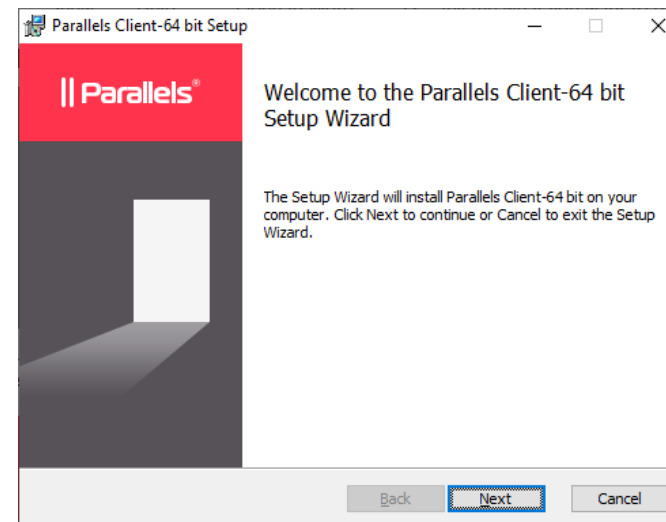 Parallels Client-64 bit Setup
|| Parallels®
Welcome to the Parallels Client-64 bit
Setup Wizard
The Setup Wizard will install Parallels Client-64 bit on your
computer. Click Next to continue or Cancel to exit the Setup
Wizard.
Back Next Cancel